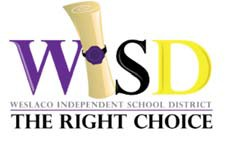 WISD
WESLACO INDEPENDENT SCHOOL DISTRICT
THE RIGHT CHOICE